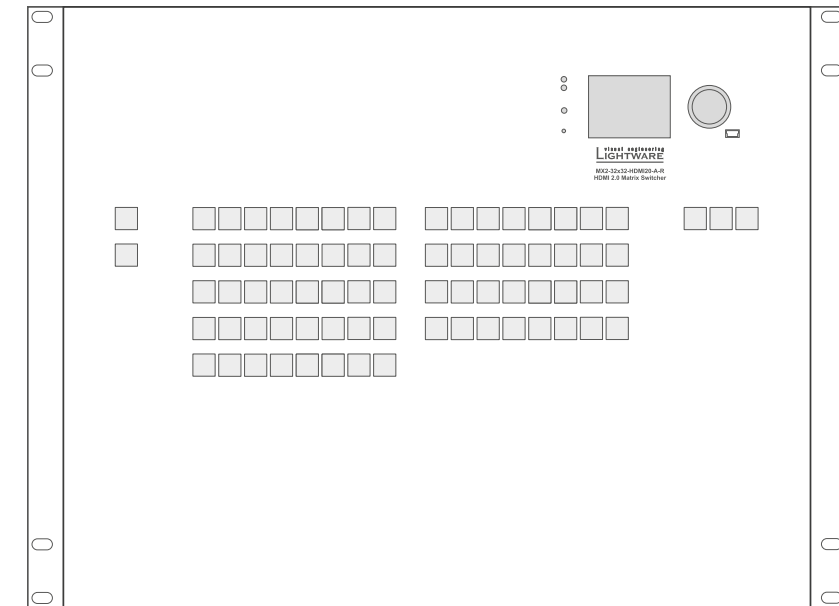 visual engineering
LIGHTWARE
MX2-32x32-HDMI20-A-R
HDMI 2.0 Matrix Switcher